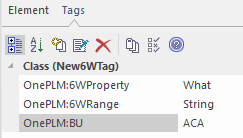 Element Tags
Class (New6WTag)
OnePLM:6WProperty What
OnePLM:6WRange String
OnePLM:BU ACA